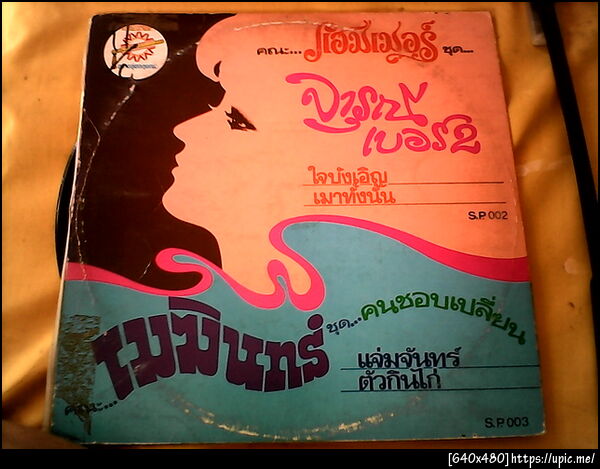 คณะ... แฮมเมอร์ ชุด...
จารณ์
เบอร์2
ใจบังเอิญ
เมาทั้งนั้น
S.P.002
ชุด... คนชอบเปลี่ยน
คณะ... เมฆินทร์
แจ่มจันทร์
ตัวกินไก่
S.P.003
[640x480]https://upic.me/